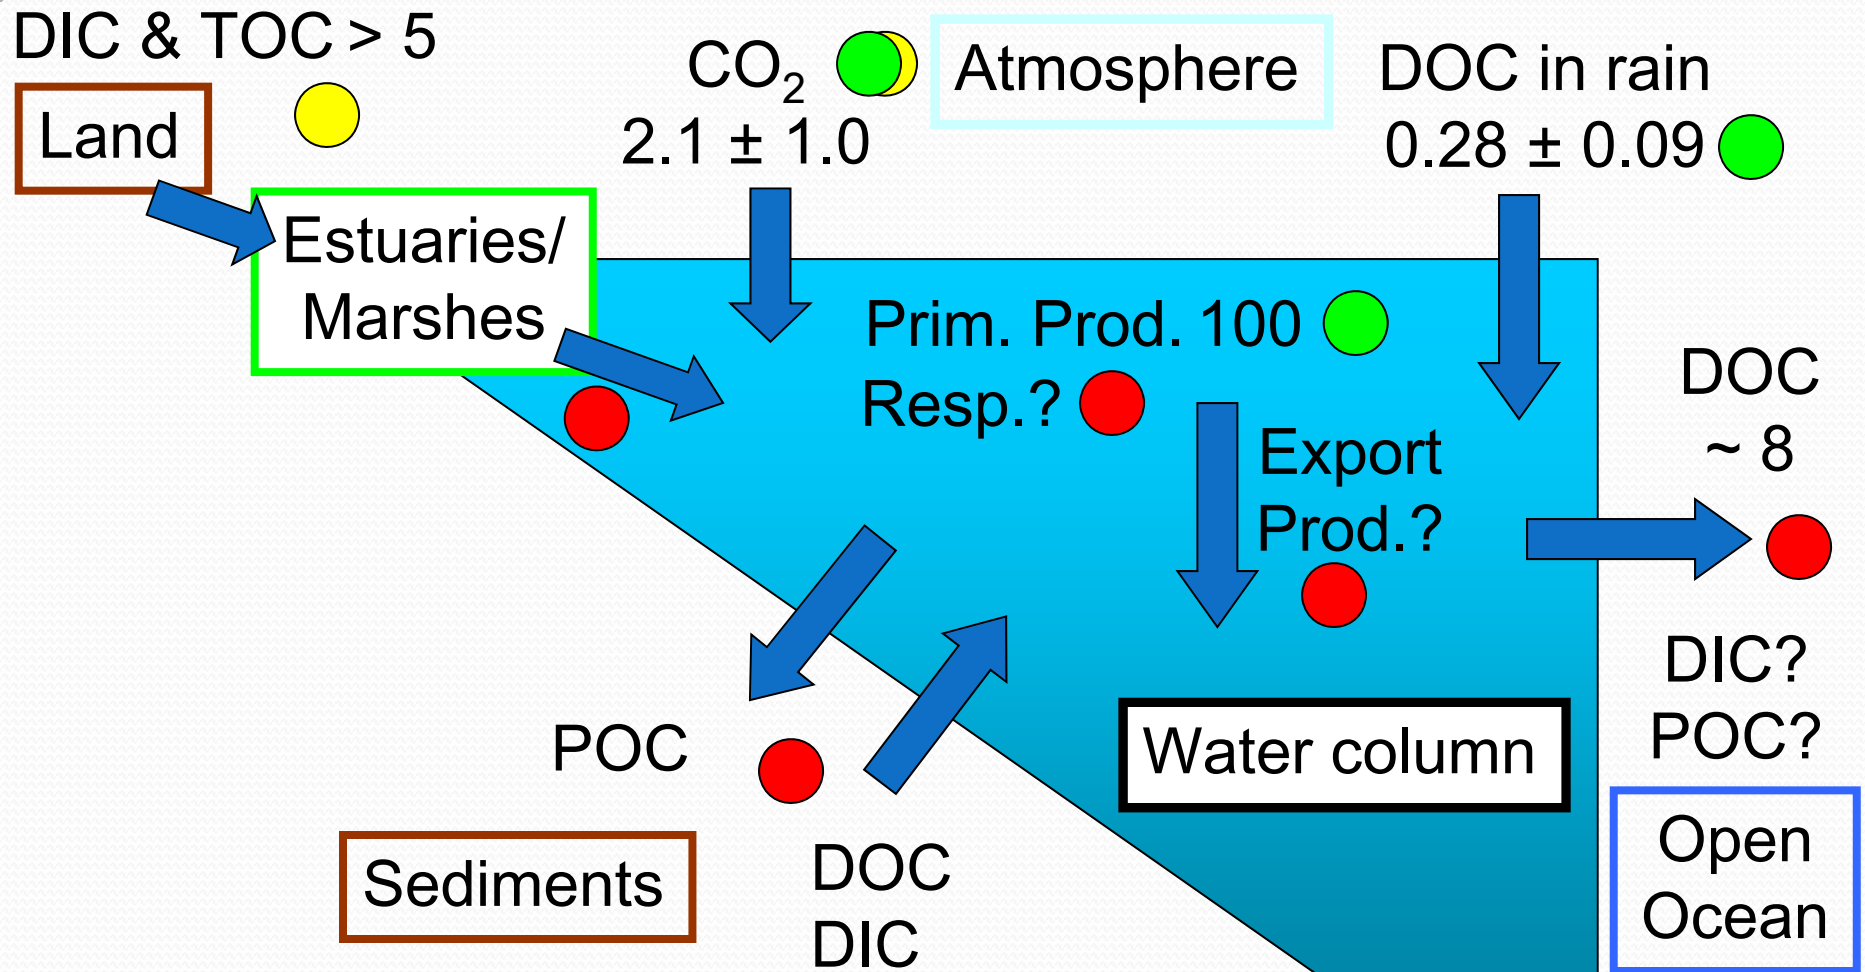 DIC & TOC > 5
Land
CO₂
2.1 ± 1.0
Atmosphere
DOC in rain
0.28 ± 0.09
Estuaries/
Marshes
Prim. Prod. 100
Resp.?
Export
Prod.?
DOC
~ 8
DIC?
POC?
POC
Water column
Sediments
DOC
DIC
Open
Ocean